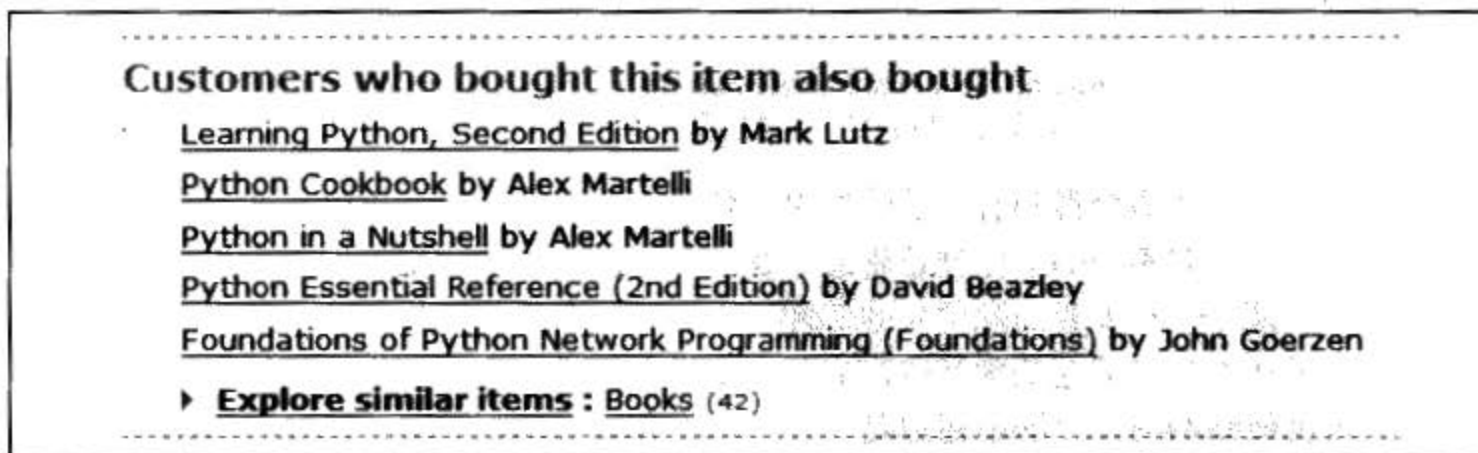 Customers who bought this item also bought
Learning Python, Second Edition by Mark Lutz
Python Cookbook by Alex Martelli
Python in a Nutshell by Alex Martelli
Python Essential Reference (2nd Edition) by David Beazley
Foundations of Python Network Programming (Foundations) by John Goerzen
Explore similar items : Books (42)